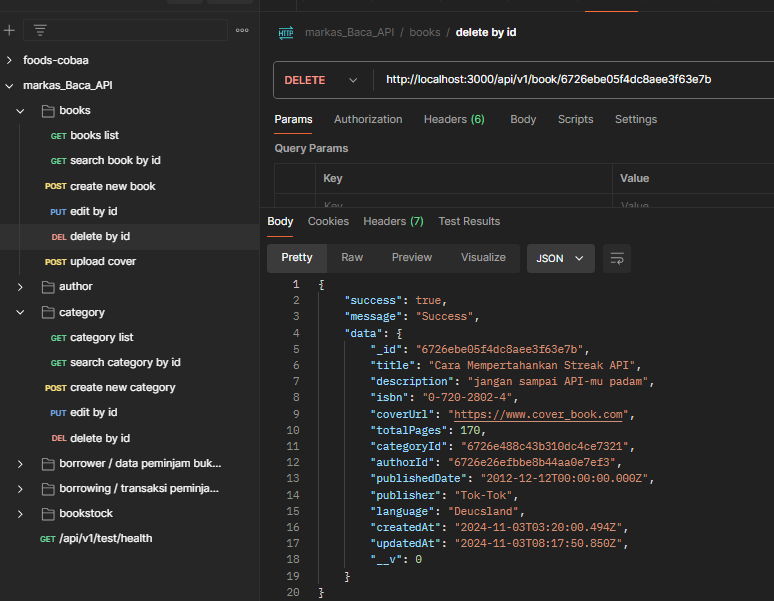 HTTP markas_Baca_API / books / delete by id
foods-cobaa
markas_Baca_API
books
GET books list
GET search book by id
POST create new book
PUT edit by id
DEL delete by id
POST upload cover
author
category
GET category list
GET search category by id
POST create new category
PUT edit by id
DEL delete by id
borrower / data peminjam buk...
borrowing / transaksi peminja...
bookstock
GET /api/v1/test/health
DELETE http://localhost:3000/api/v1/book/6726ebe05f4dc8aee3f63e7b
Params Authorization Headers (6) Body Scripts Settings
Query Params
Key Value
Key Value
Body Cookies Headers (7) Test Results
Pretty Raw Preview Visualize JSON
1 {
2 "success": true,
3 "message": "Success",
4 "data": {
5 "_id": "6726ebe05f4dc8aee3f63e7b",
6 "title": "Cara Mempertahankan Streak API",
7 "description": "jangan sampai API-mu padam",
8 "isbn": "0-720-2802-4",
9 "coverUrl": "https://www.cover_book.com",
10 "totalPages": 170,
11 "categoryId": "6726e488c43b310dc4ce7321",
12 "authorId": "6726e26efbbe8b44aa0e7ef3",
13 "publishedDate": "2012-12-12T00:00:00.000Z",
14 "publisher": "Tok-Tok",
15 "language": "Deucsland",
16 "createdAt": "2024-11-03T03:20:00.494Z",
17 "updatedAt": "2024-11-03T08:17:50.850Z",
18 "__v": 0
19 }
20 }